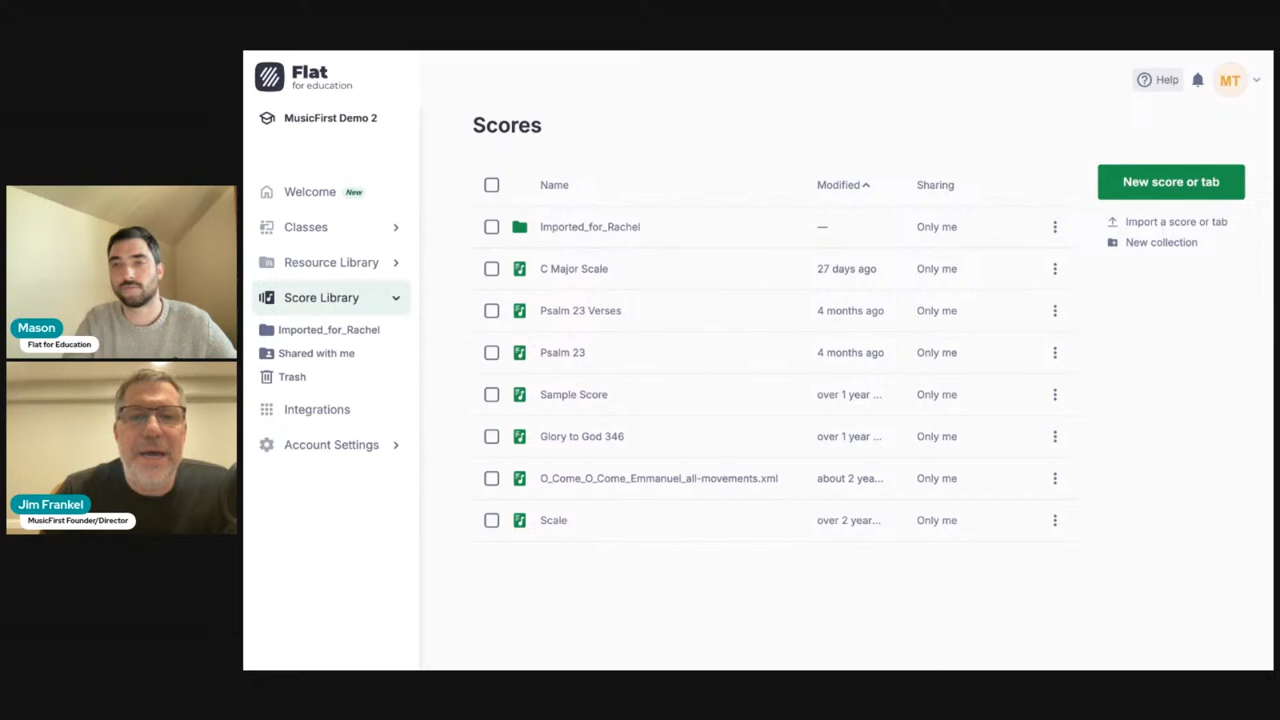 Flat
for education
MusicFirst Demo 2
Welcome New
Classes
Resource Library
Score Library
Imported_for_Rachel
Shared with me
Trash
Integrations
Account Settings
Help
MT
Scores
Name Modified Sharing
Imported_for_Rachel — Only me
C Major Scale 27 days ago Only me
Psalm 23 Verses 4 months ago Only me
Psalm 23 4 months ago Only me
Sample Score over 1 year ... Only me
Glory to God 346 over 1 year ... Only me
O_Come_O_Come_Emmanuel_all-movements.xml about 2 yea... Only me
Scale over 2 year... Only me
New score or tab
Import a score or tab
New collection
Mason
Flat for Education
Jim Frankel
MusicFirst Founder/Director